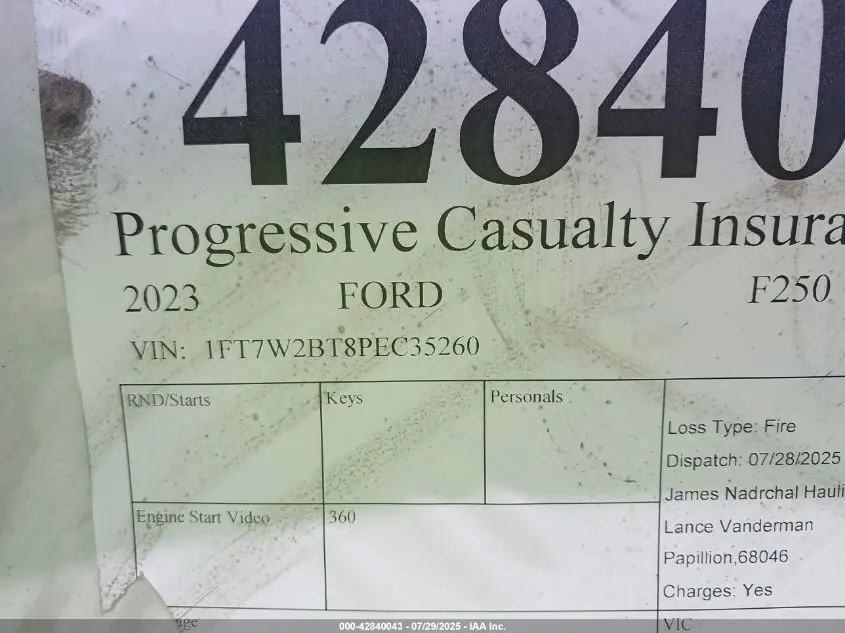 42840
Progressive Casualty Insura
2023 FORD F250
VIN: 1FT7W2BT8PEC35260
RND/Starts Keys Personals
Loss Type: Fire
Dispatch: 07/28/2025
James Nadrchal Hauli
Engine Start Video 360
Lance Vanderman
Papillion,68046
Charges: Yes
age VIC
000-42840043 - 07/29/2025 - IAA Inc.